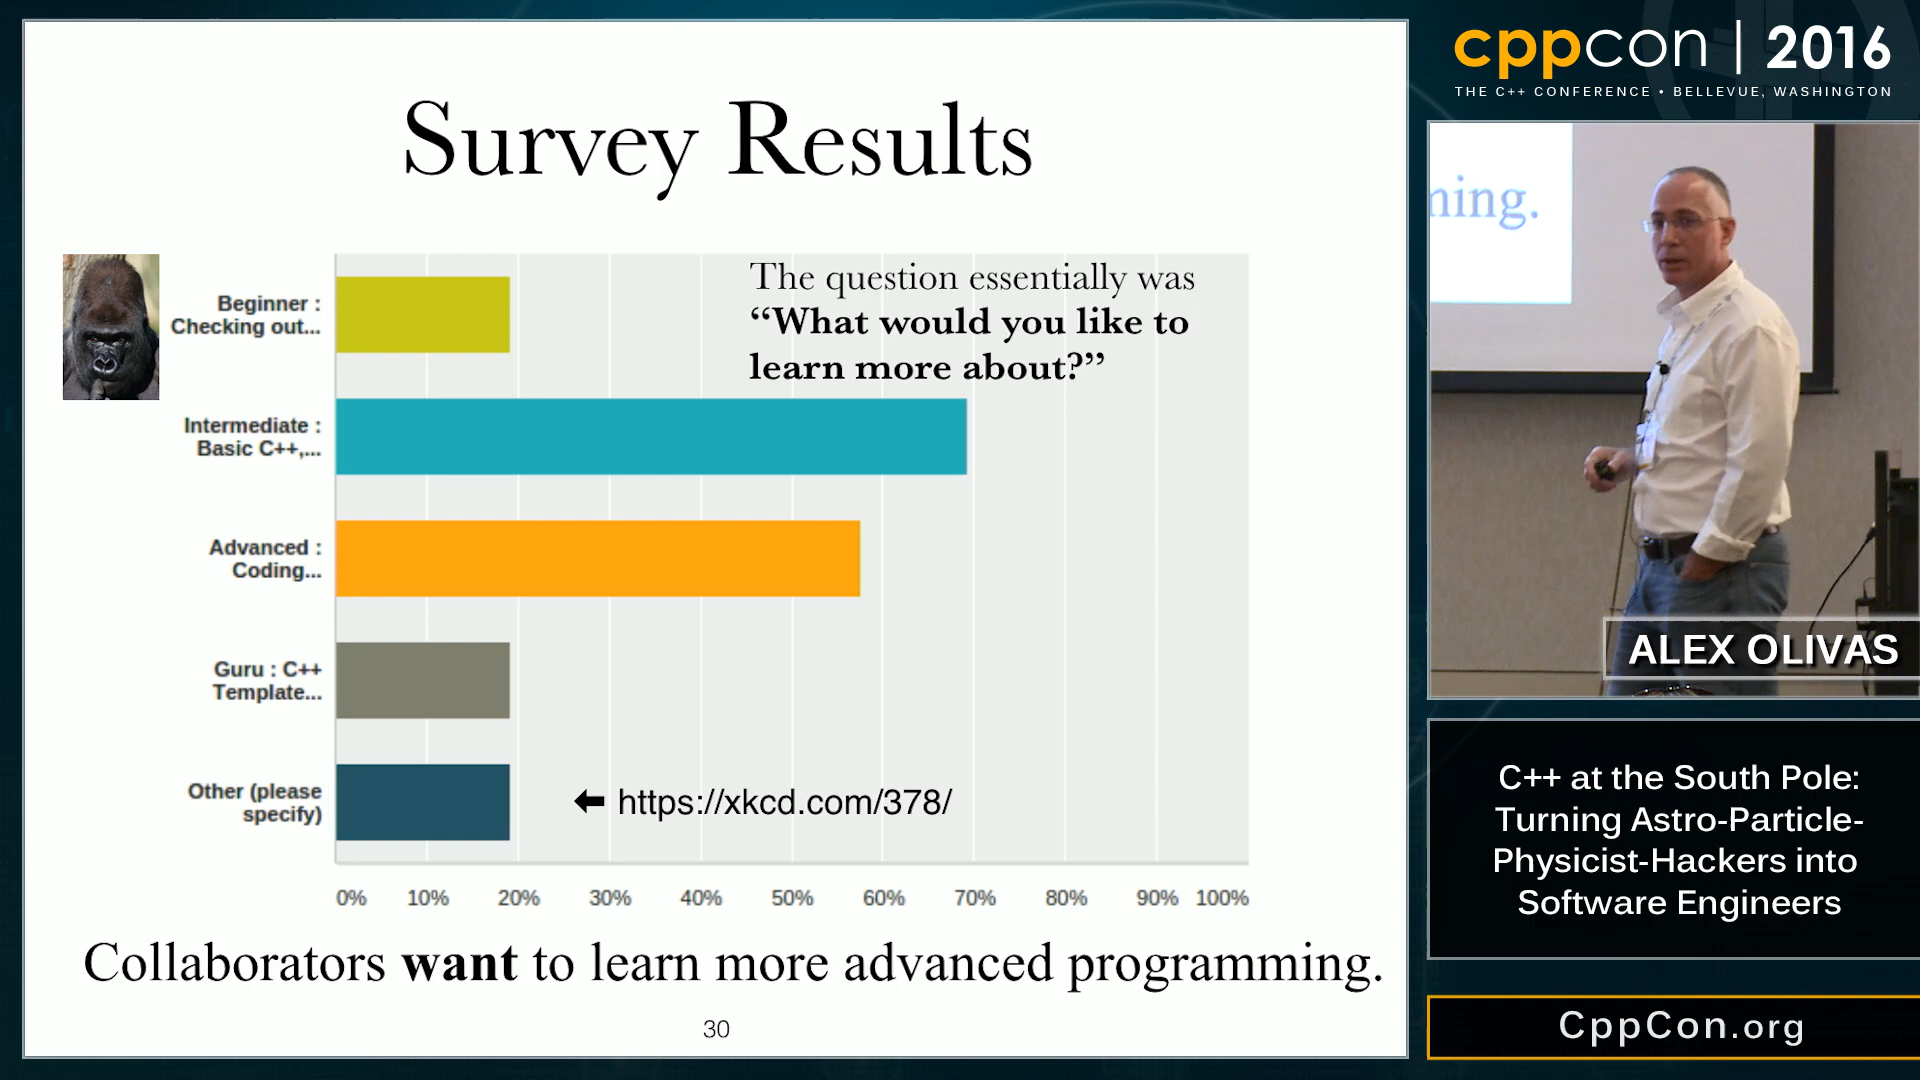 Survey Results
The question essentially was
“What would you like to
learn more about?”
Beginner :
Checking out...
Intermediate :
Basic C++,...
Advanced :
Coding...
Guru : C++
Template...
Other (please
specify)
https://xkcd.com/378/
0% 10% 20% 30% 40% 50% 60% 70% 80% 90% 100%
Collaborators want to learn more advanced programming.
30
cppcon | 2016
THE C++ CONFERENCE • BELLEVUE, WASHINGTON
ning.
ALEX OLIVAS
C++ at the South Pole:
Turning Astro-Particle-
Physicist-Hackers into
Software Engineers
CppCon.org